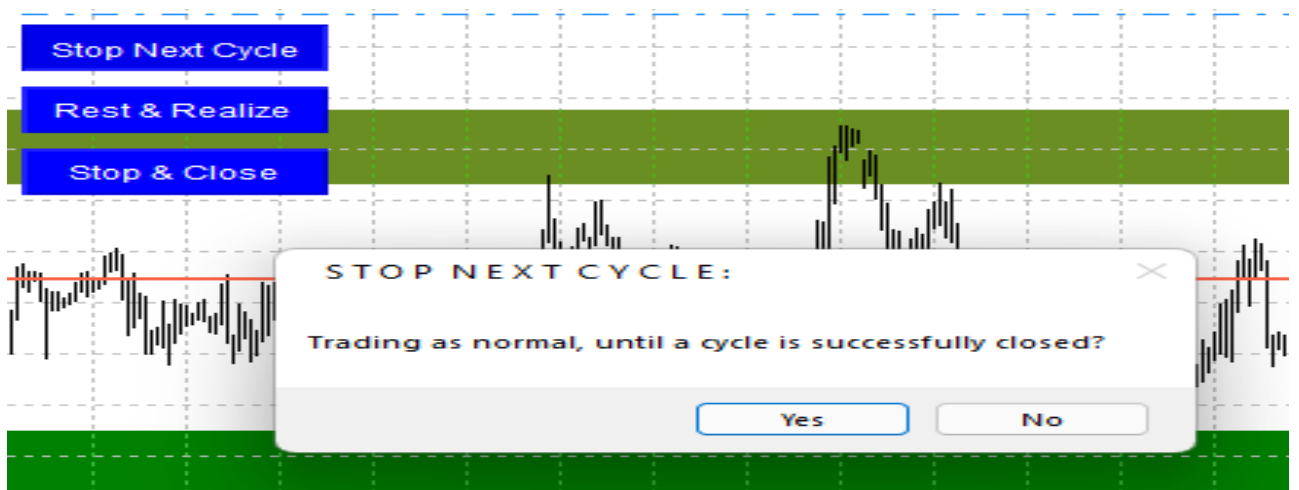 Stop Next Cycle
Rest & Realize
Stop & Close
STOP NEXT CYCLE:
Trading as normal, until a cycle is successfully closed?
Yes
No